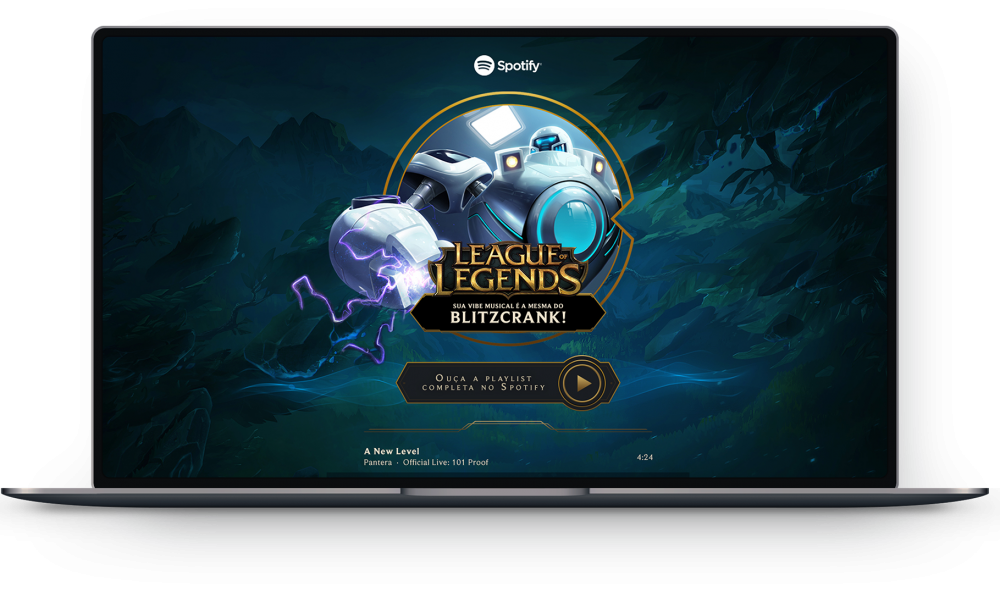 Spotify
LEAGUE OF
LEGENDS
SUA VIBE MUSICAL É A MESMA DO
BLITZCRANK!
OUÇA A PLAYLIST
COMPLETA NO SPOTIFY
A New Level
Pantera · Official Live: 101 Proof
4:24